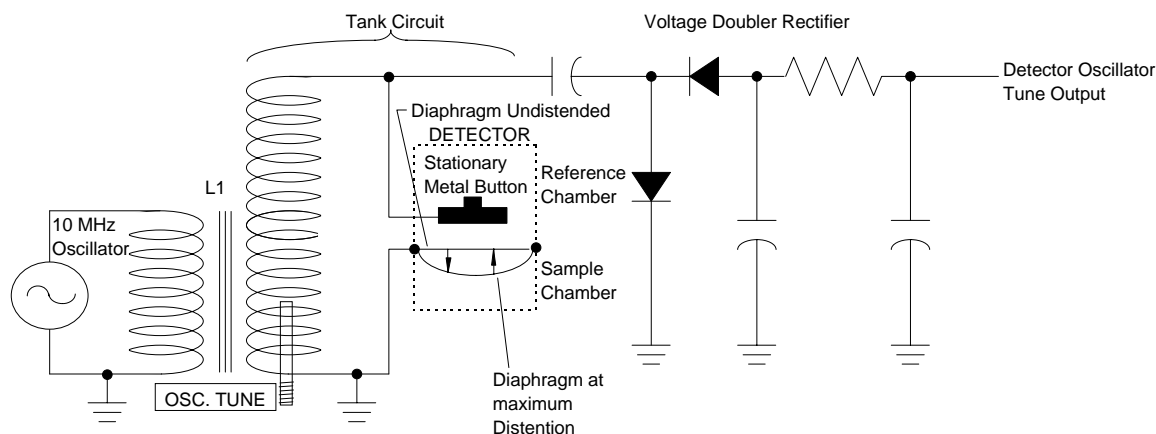 Tank Circuit
Voltage Doubler Rectifier
Detector Oscillator
Tune Output
Diaphragm Undistended
DETECTOR
Stationary
Metal Button
Reference
Chamber
L1
10 MHz
Oscillator
Sample
Chamber
OSC. TUNE
Diaphragm at
maximum
Distention